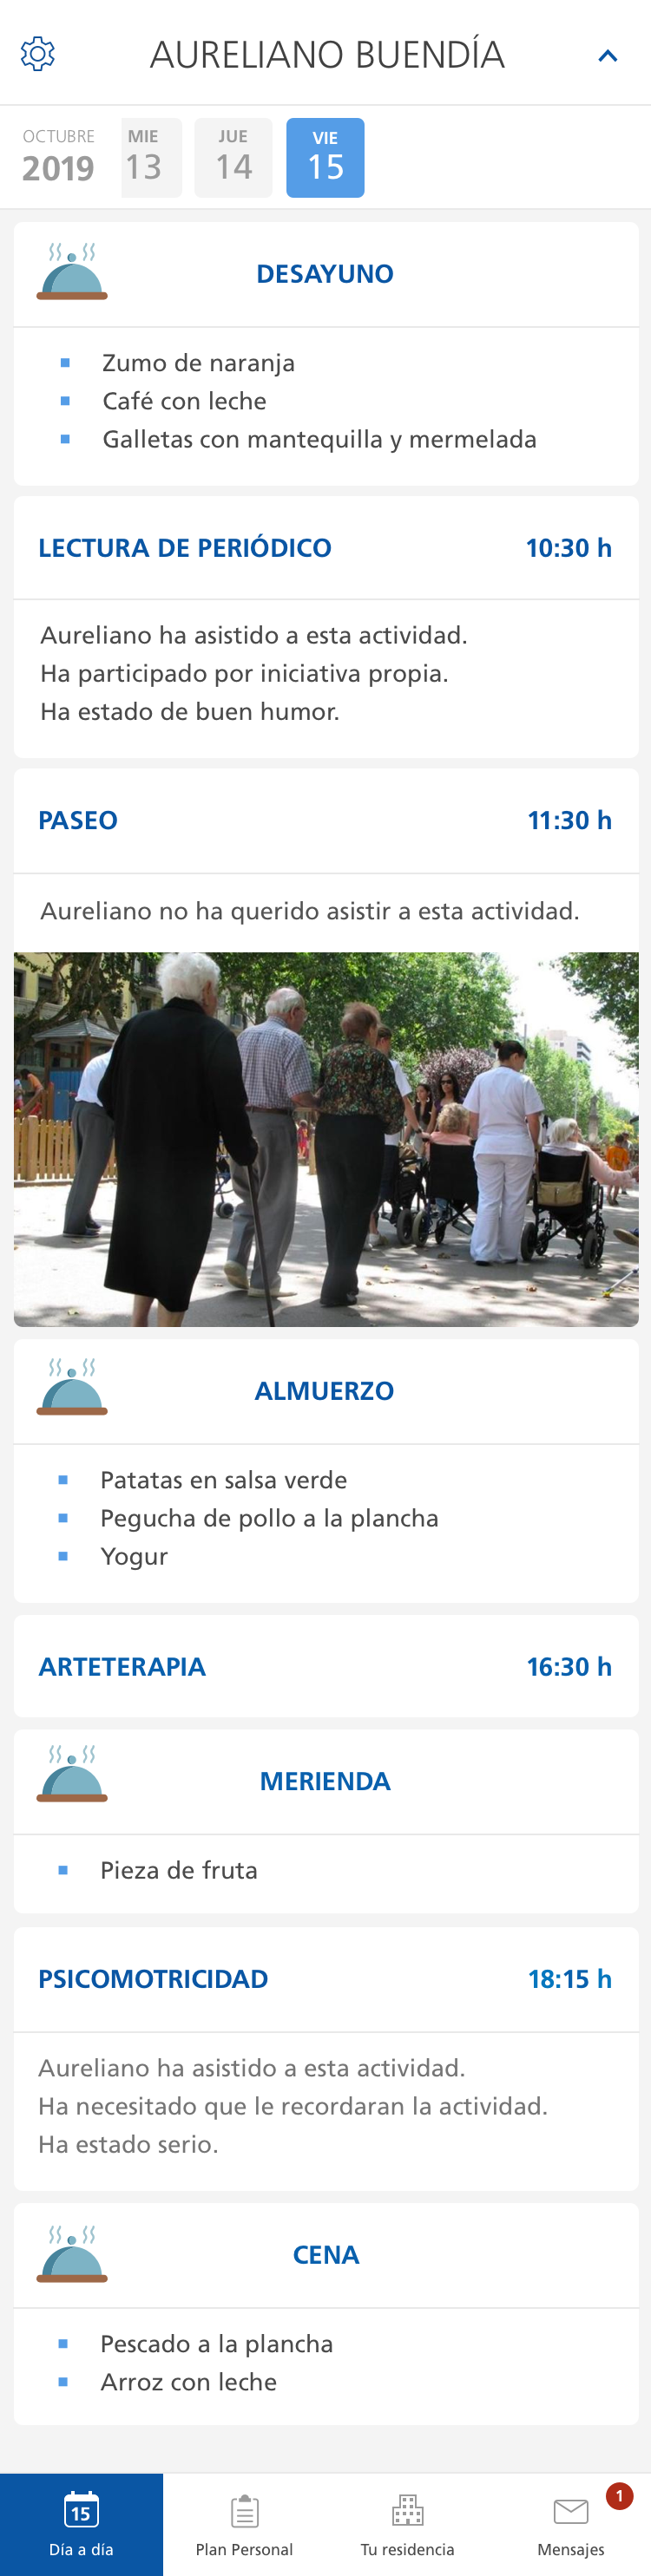 AURELIANO BUENDÍA
OCTUBRE
2019
MIE
13
JUE
14
VIE
15
DESAYUNO
Zumo de naranja
Café con leche
Galletas con mantequilla y mermelada
LECTURA DE PERIÓDICO 10:30 h
Aureliano ha asistido a esta actividad.
Ha participado por iniciativa propia.
Ha estado de buen humor.
PASEO 11:30 h
Aureliano no ha querido asistir a esta actividad.
ALMUERZO
Patatas en salsa verde
Pegucha de pollo a la plancha
Yogur
ARTETERAPIA 16:30 h
MERIENDA
Pieza de fruta
PSICOMOTRICIDAD 18:15 h
Aureliano ha asistido a esta actividad.
Ha necesitado que le recordaran la actividad.
Ha estado serio.
CENA
Pescado a la plancha
Arroz con leche
15
Día a día
Plan Personal
Tu residencia
1
Mensajes